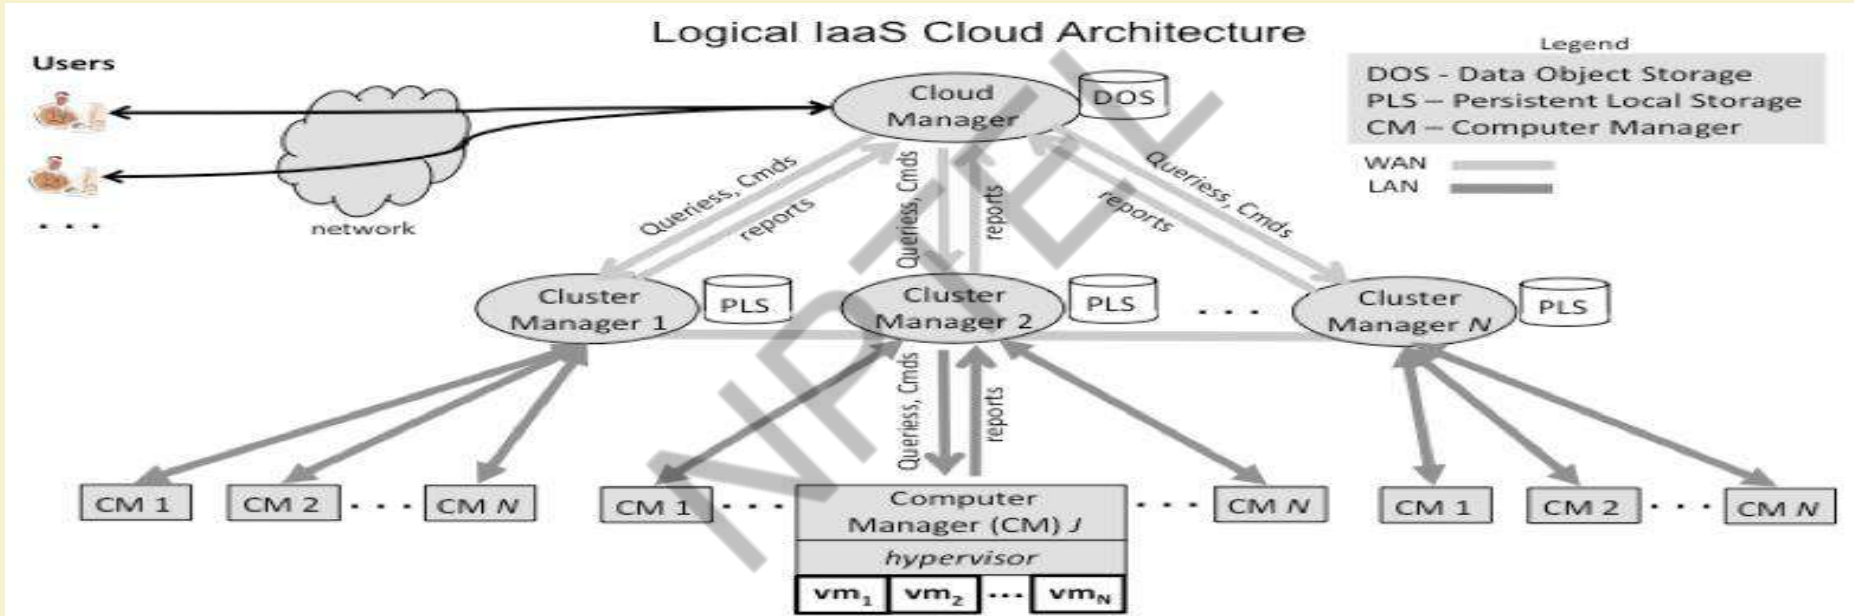 Logical IaaS Cloud Architecture
Users
Legend
DOS - Data Object Storage
PLS – Persistent Local Storage
CM – Computer Manager
WAN
LAN
Cloud
Manager
DOS
network
. . .
Queriess, Cmds
reports
Queriess, Cmds
reports
Queriess, Cmds
reports
Cluster
Manager 1
PLS
Cluster
Manager 2
PLS
. . . .
Cluster
Manager N
PLS
Queriess, Cmds
reports
CM 1
CM 2
. . .
CM N
CM 1
. . .
Computer
Manager (CM) J
hypervisor
vm1
vm2
...
vmN
. . .
CM N
CM 1
CM 2
. . .
CM N
NPTEL